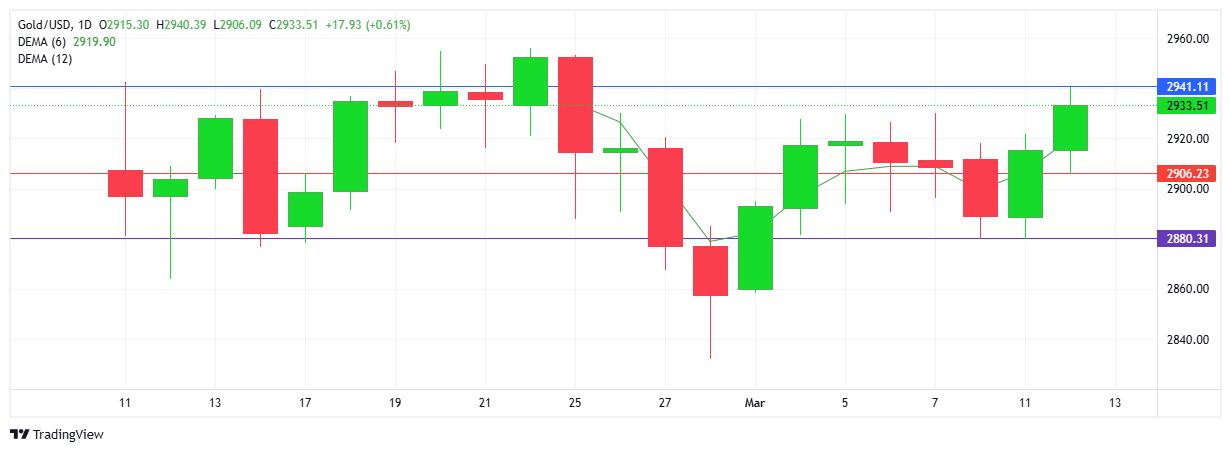 Gold/USD, 1D O2915.30 H2940.39 L2906.09 C2933.51 +17.93 (+0.61%)
DEMA (6) 2919.90
DEMA (12)
2960.00
2941.11
2933.51
2920.00
2906.23
2900.00
2880.31
2860.00
2840.00
11 13 17 19 21 25 27 Mar 5 7 11 13
TradingView